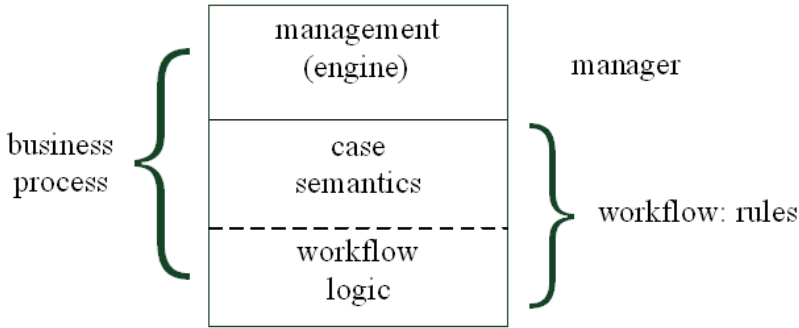 management
(engine)
manager
business
process
case
semantics
workflow: rules
workflow
logic